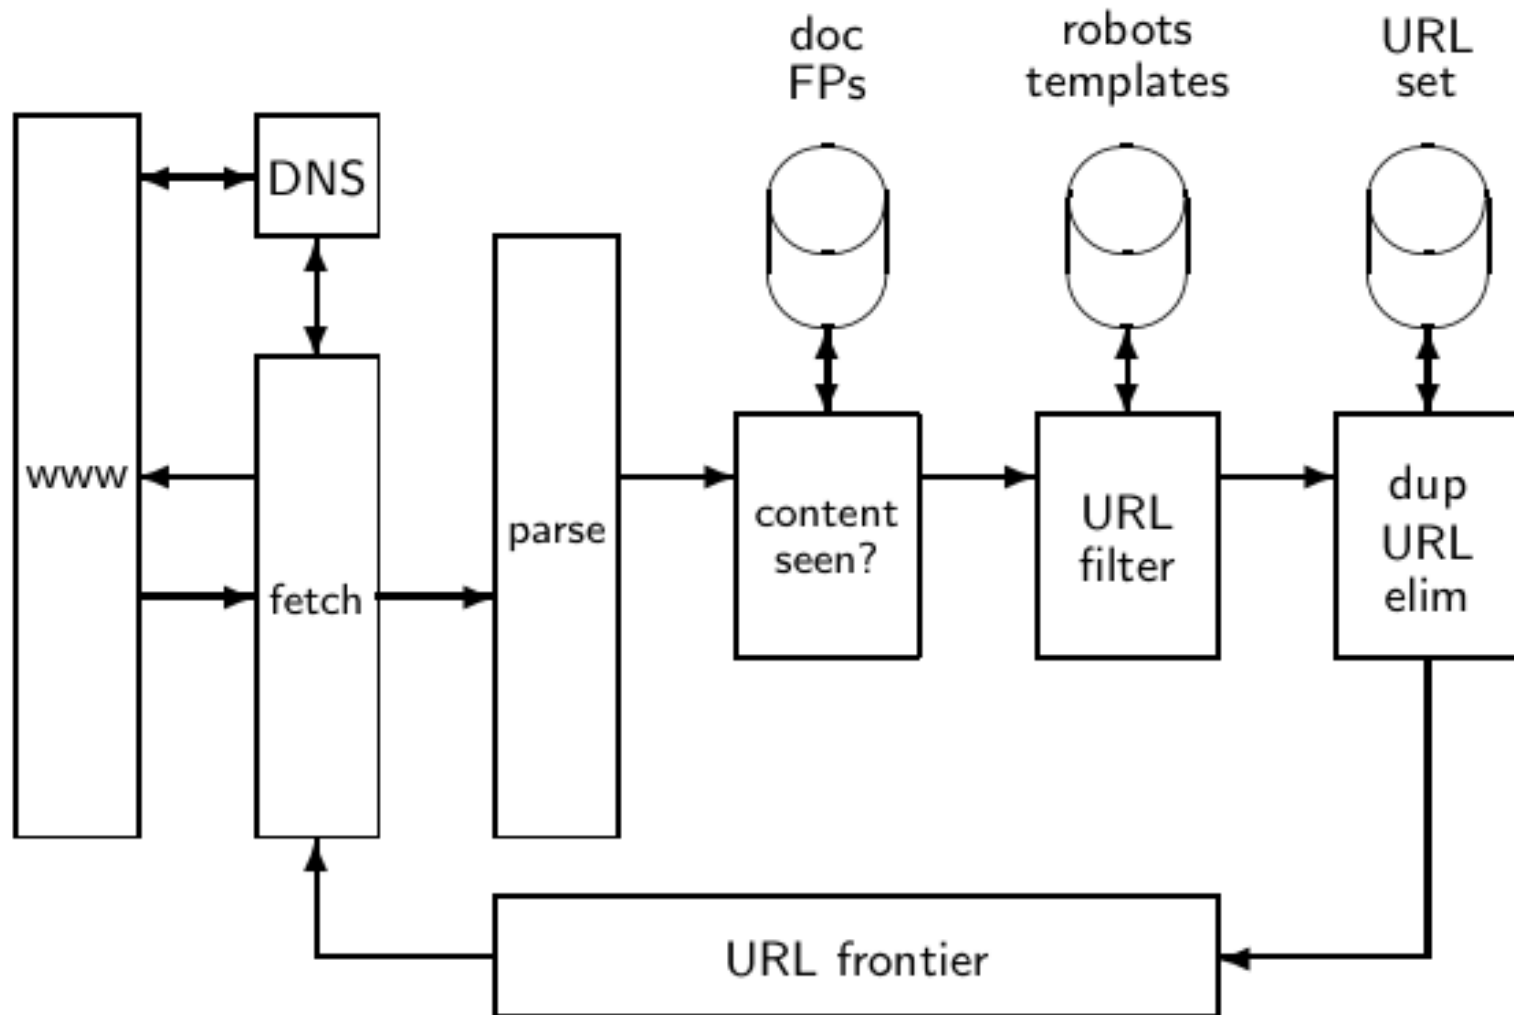 doc
FPs
robots
templates
URL
set
DNS
www
parse
content
seen?
URL
filter
dup
URL
elim
fetch
URL frontier